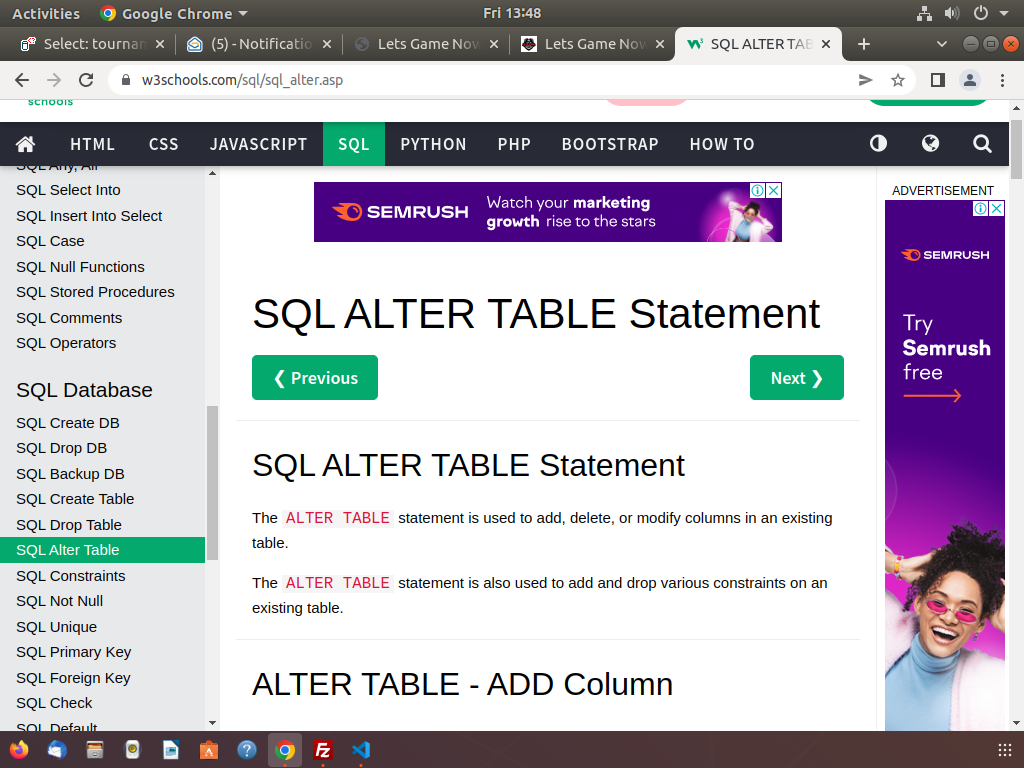 Activities Google Chrome Fri 13:48
Select: tournam (5) - Notificatio Lets Game Now Lets Game Now SQL ALTER TAB
w3schools.com/sql/sql_alter.asp
schools
HTML CSS JAVASCRIPT SQL PYTHON PHP BOOTSTRAP HOW TO
SQL Any, All
SQL Select Into
SQL Insert Into Select
SQL Case
SQL Null Functions
SQL Stored Procedures
SQL Comments
SQL Operators
SQL Database
SQL Create DB
SQL Drop DB
SQL Backup DB
SQL Create Table
SQL Drop Table
SQL Alter Table
SQL Constraints
SQL Not Null
SQL Unique
SQL Primary Key
SQL Foreign Key
SQL Check
SQL Default
SEMRUSH
Watch your marketing
growth rise to the stars
SQL ALTER TABLE Statement
❮ Previous
Next ❯
SQL ALTER TABLE Statement
The ALTER TABLE statement is used to add, delete, or modify columns in an existing
table.
The ALTER TABLE statement is also used to add and drop various constraints on an
existing table.
ALTER TABLE - ADD Column
ADVERTISEMENT
SEMRUSH
Try
Semrush
free